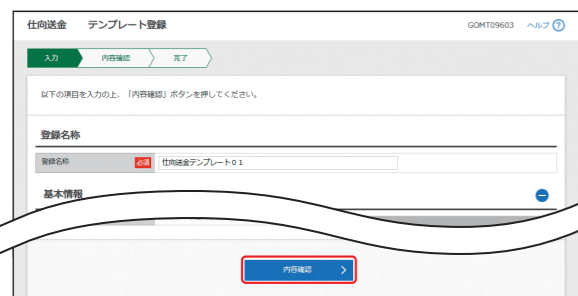 仕向送金 テンプレート登録 GOMT09603 ヘルプ ?
入力 内容確認 完了
以下の項目を入力の上、「内容確認」ボタンを押してください。
登録名称
登録名称 必須 仕向送金テンプレート０１
基本情報
内容確認